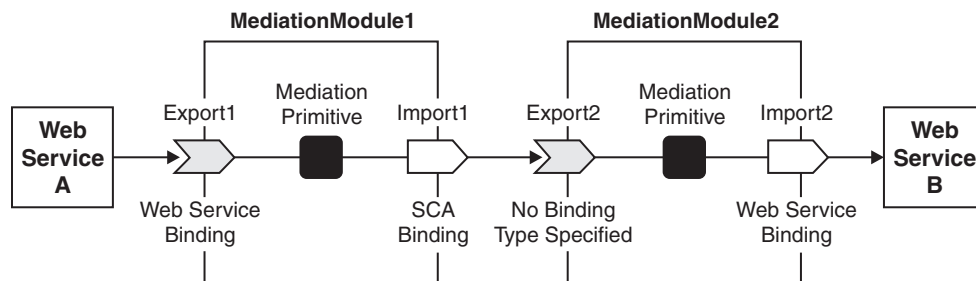 MediationModule1
MediationModule2
Mediation
Primitive
Mediation
Primitive
Export1
Import1
Export2
Import2
Web
Service
A
Web
Service
B
Web Service
Binding
SCA
Binding
No Binding
Type Specified
Web Service
Binding